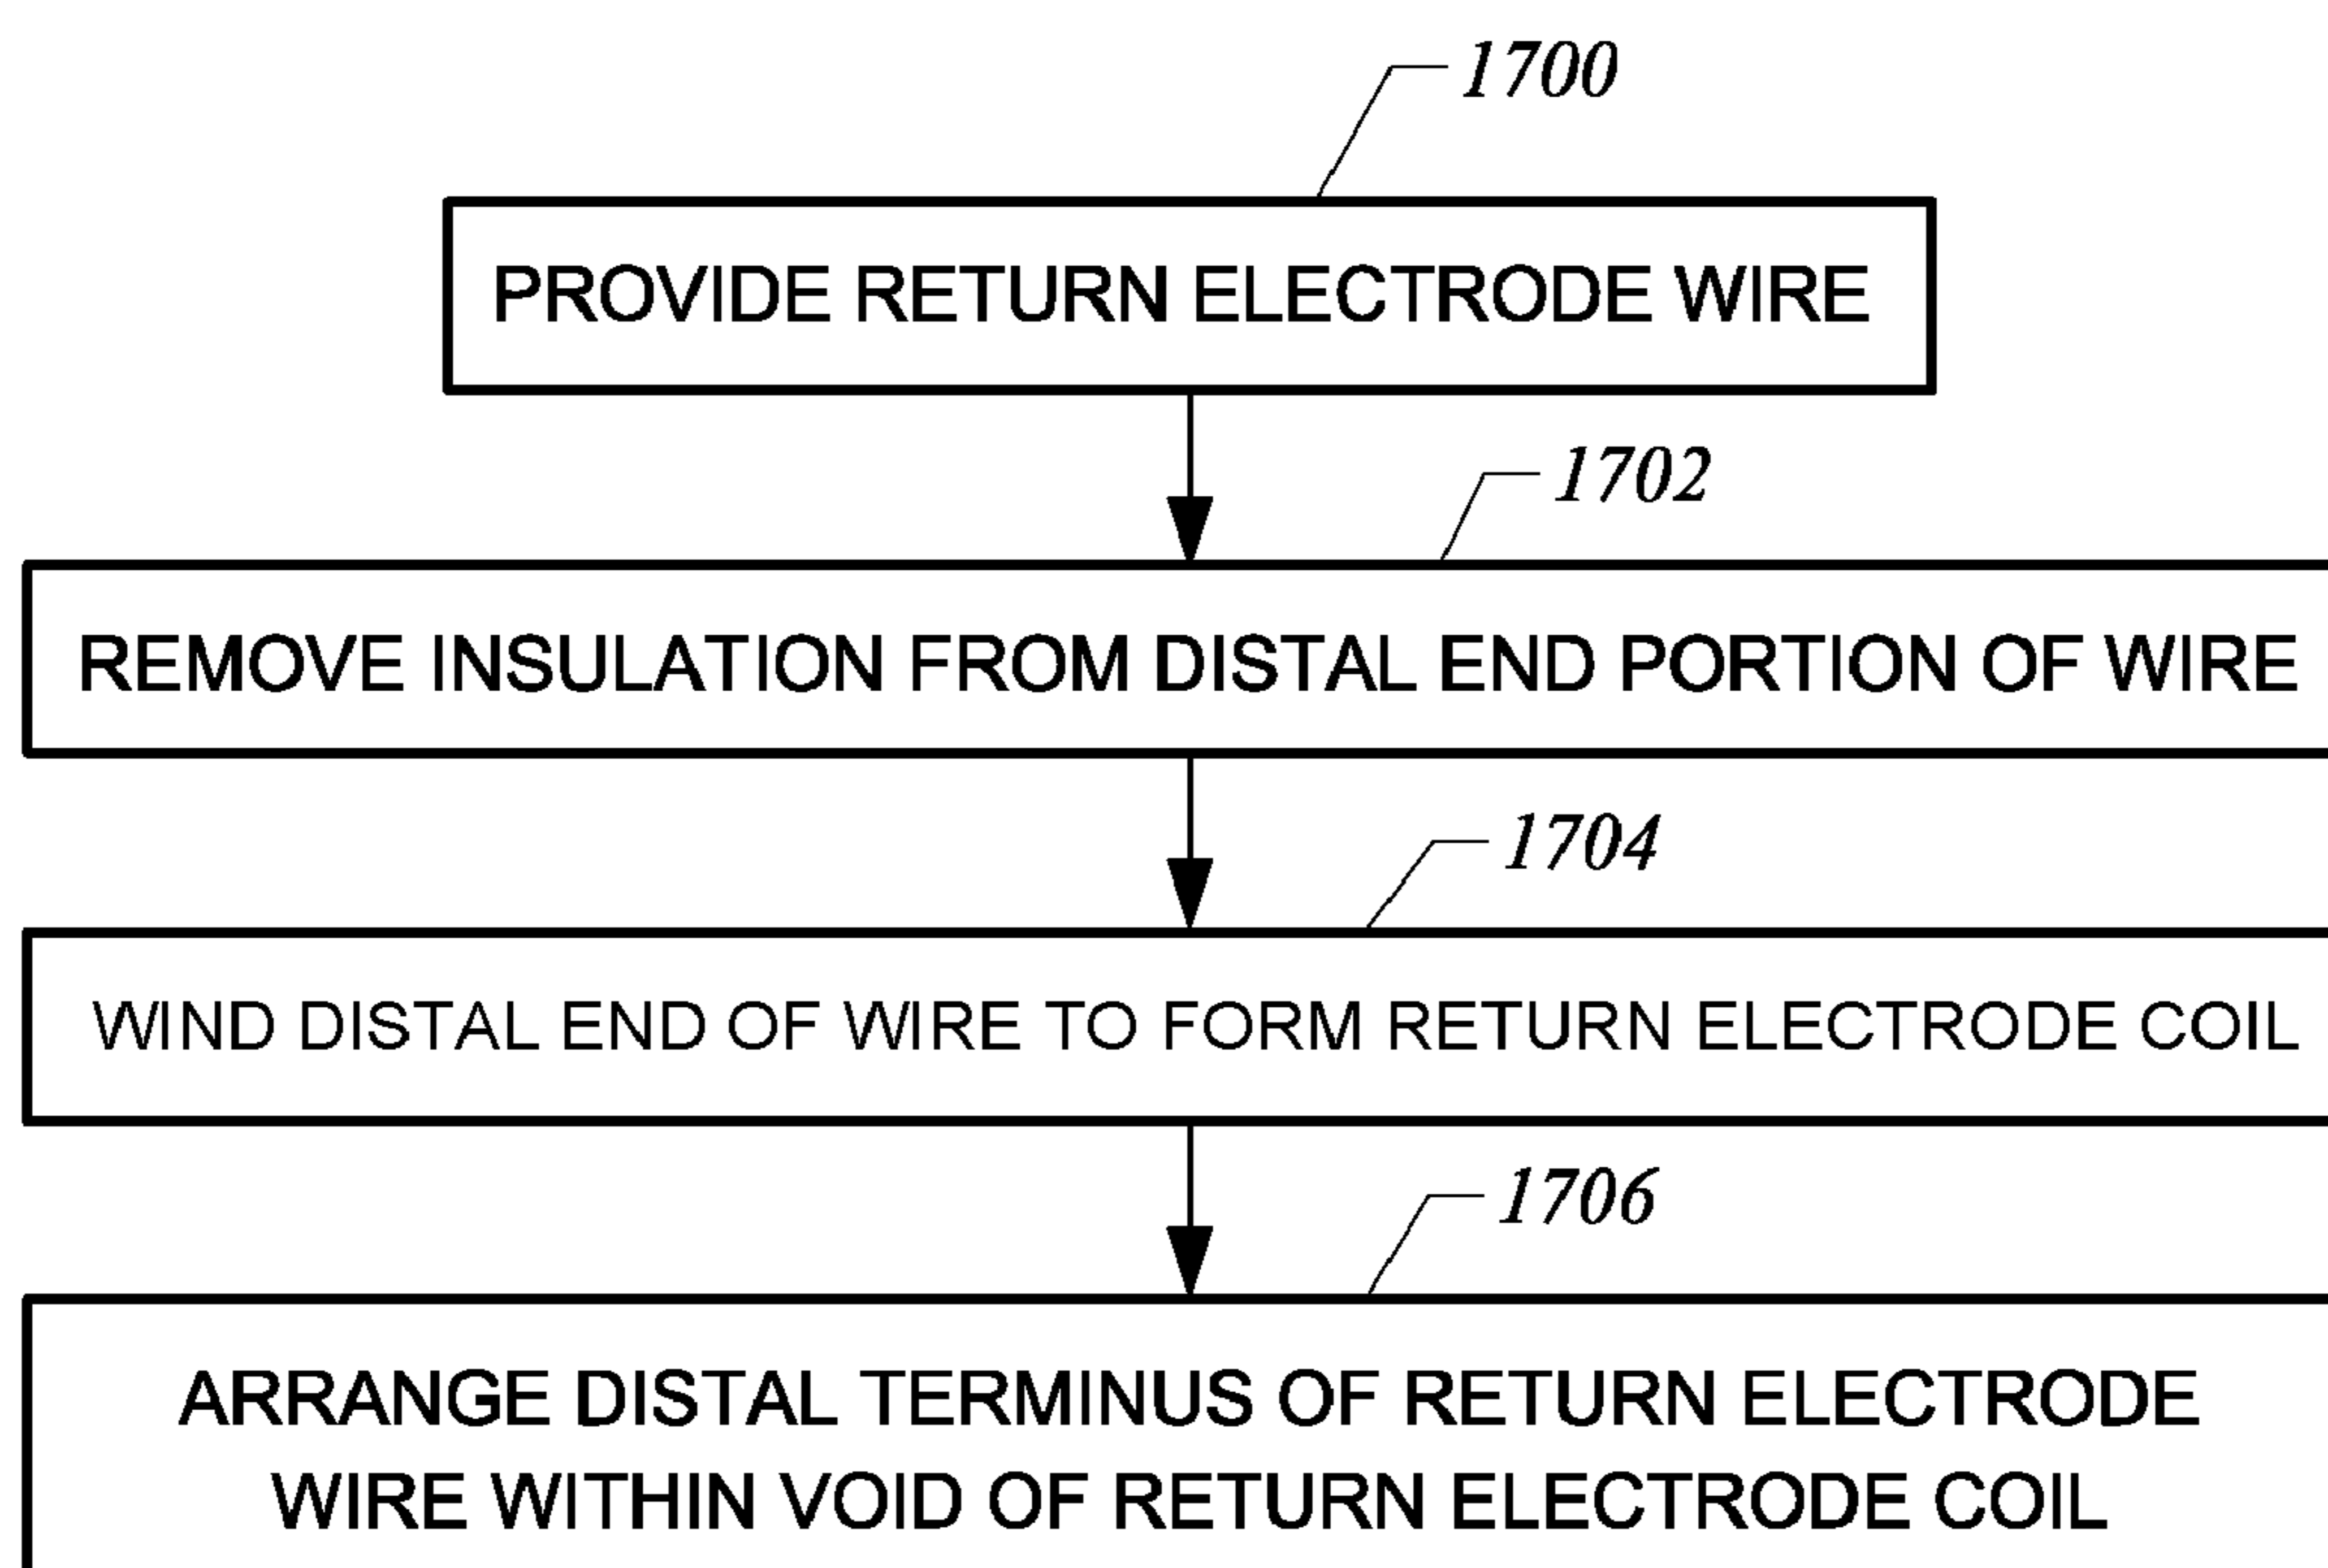 1700
PROVIDE RETURN ELECTRODE WIRE
1702
REMOVE INSULATION FROM DISTAL END PORTION OF WIRE
1704
WIND DISTAL END OF WIRE TO FORM RETURN ELECTRODE COIL
1706
ARRANGE DISTAL TERMINUS OF RETURN ELECTRODE
WIRE WITHIN VOID OF RETURN ELECTRODE COIL